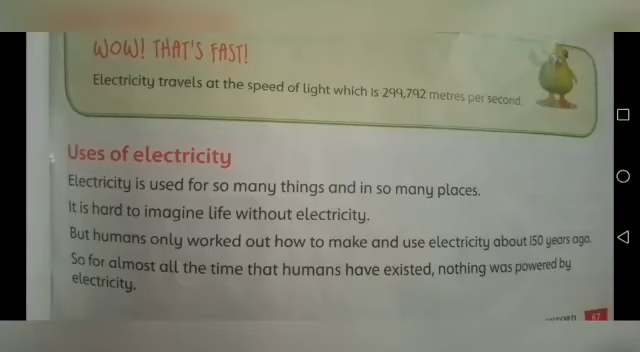 WOW! THAT'S FAST!
Electricity travels at the speed of light which is 299,792 metres per second.
Uses of electricity
Electricity is used for so many things and in so many places.
It is hard to imagine life without electricity.
But humans only worked out how to make and use electricity about 150 years ago.
So for almost all the time that humans have existed, nothing was powered by
electricity.
67